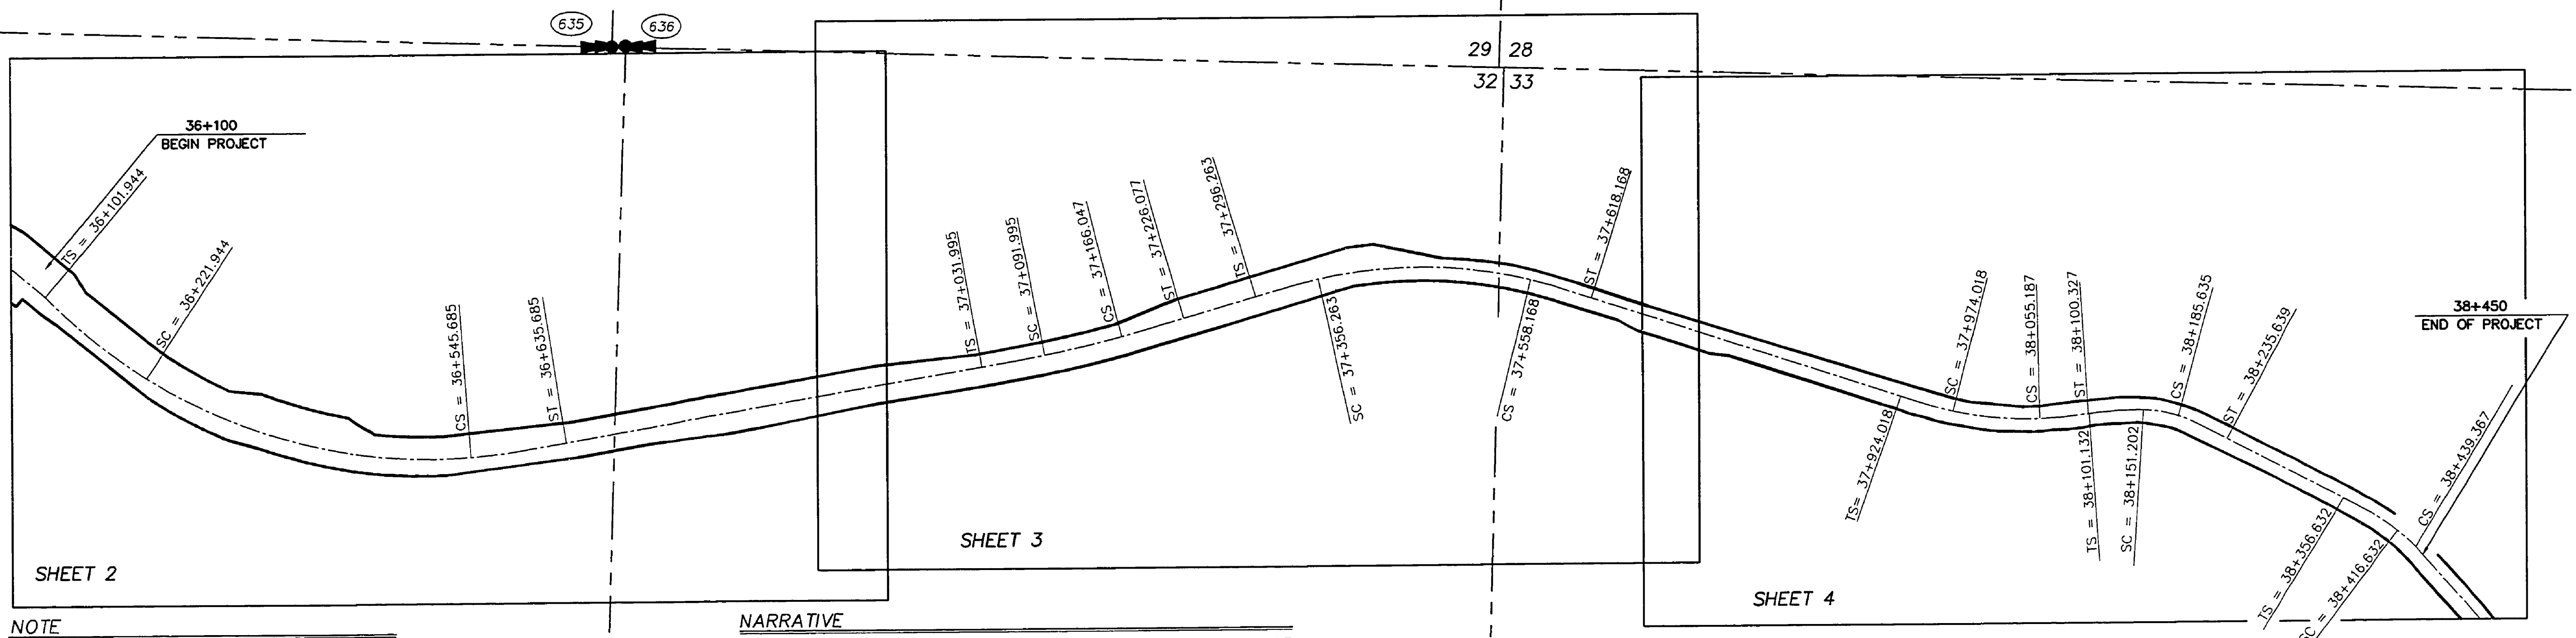 635
636
29 28
32 33
36+100
BEGIN PROJECT
TS = 36+101.944
SC = 36+221.944
CS = 36+545.685
ST = 36+635.685
TS = 37+031.995
SC = 37+091.995
CS = 37+166.047
ST = 37+226.077
TS = 37+296.263
SC = 37+356.263
CS = 37+558.168
ST = 37+618.168
TS= 37+924.018
SC = 37+974.018
CS = 38+055.187
ST = 38+100.327
TS = 38+101.132
SC = 38+151.202
CS = 38+185.635
ST = 38+235.639
TS = 38+356.632
SC = 38+416.632
CS = 38+439.367
38+450
END OF PROJECT
SHEET 2
SHEET 3
SHEET 4
NOTE
NARRATIVE